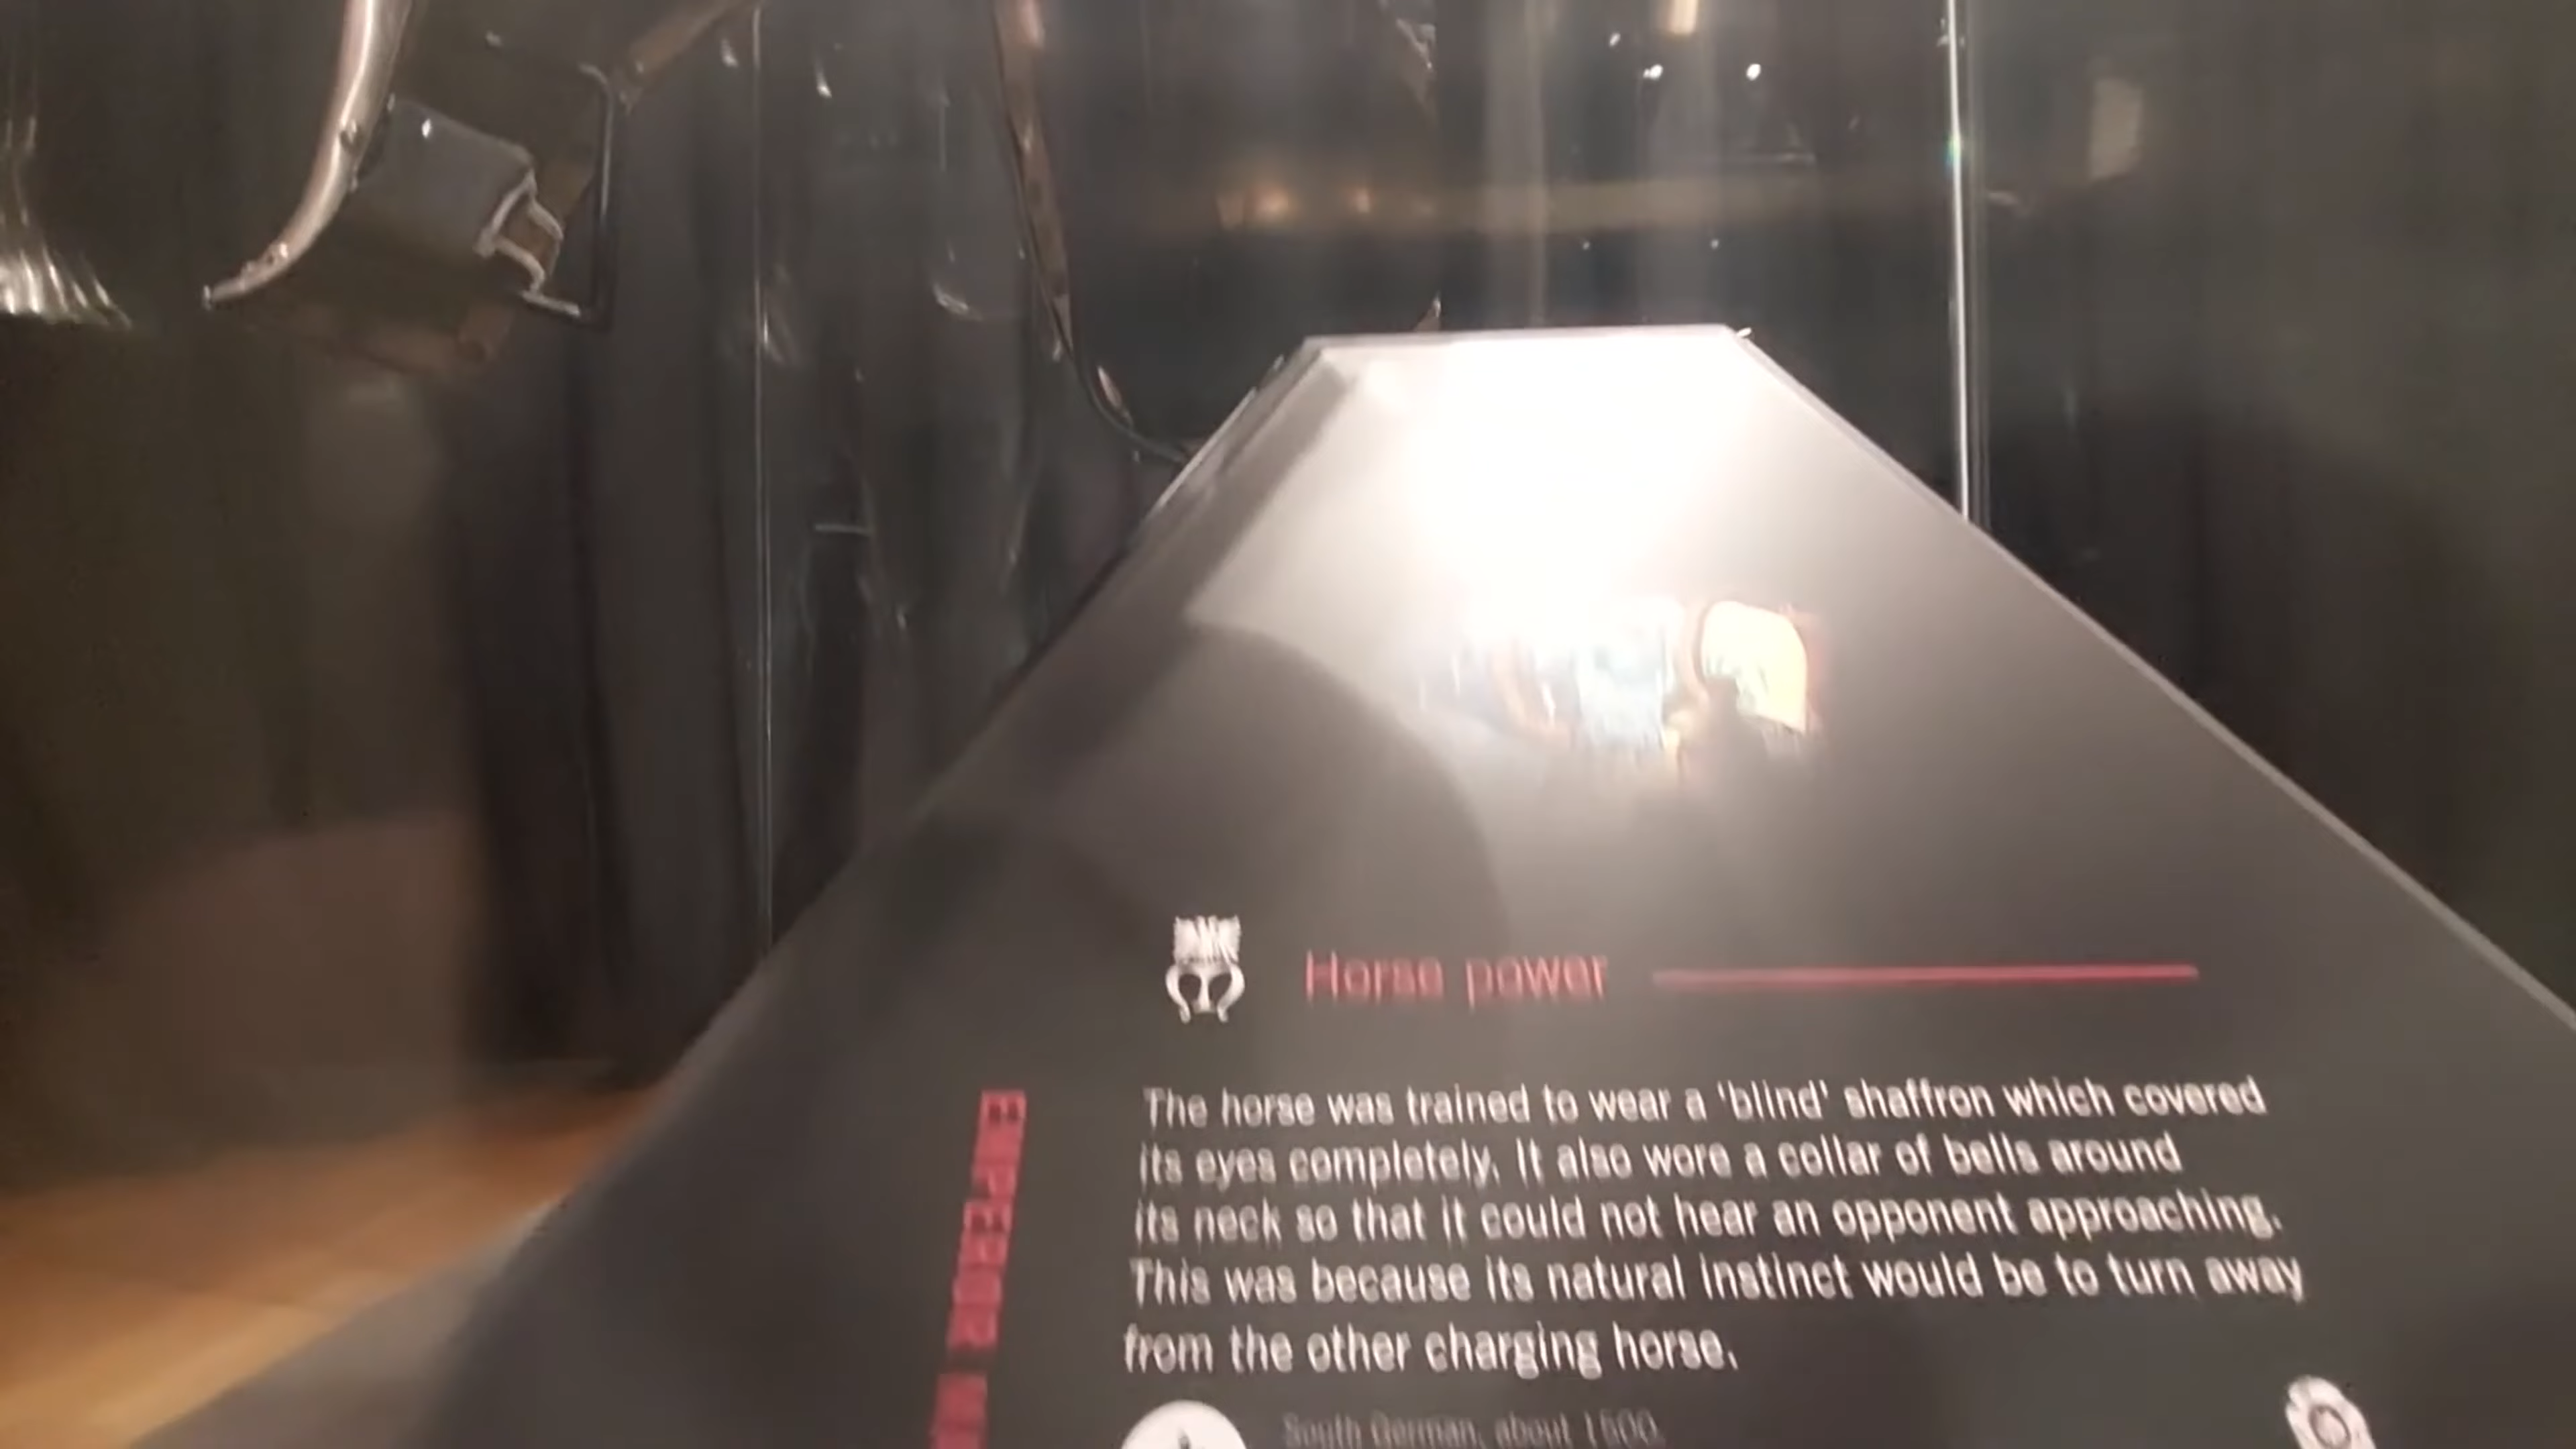 Horse power
The horse was trained to wear a 'blind' shaffron which covered
its eyes completely. It also wore a collar of bells around
its neck so that it could not hear an opponent approaching.
This was because its natural instinct would be to turn away
from the other charging horse.
South German, about 1500.
EMPEROR